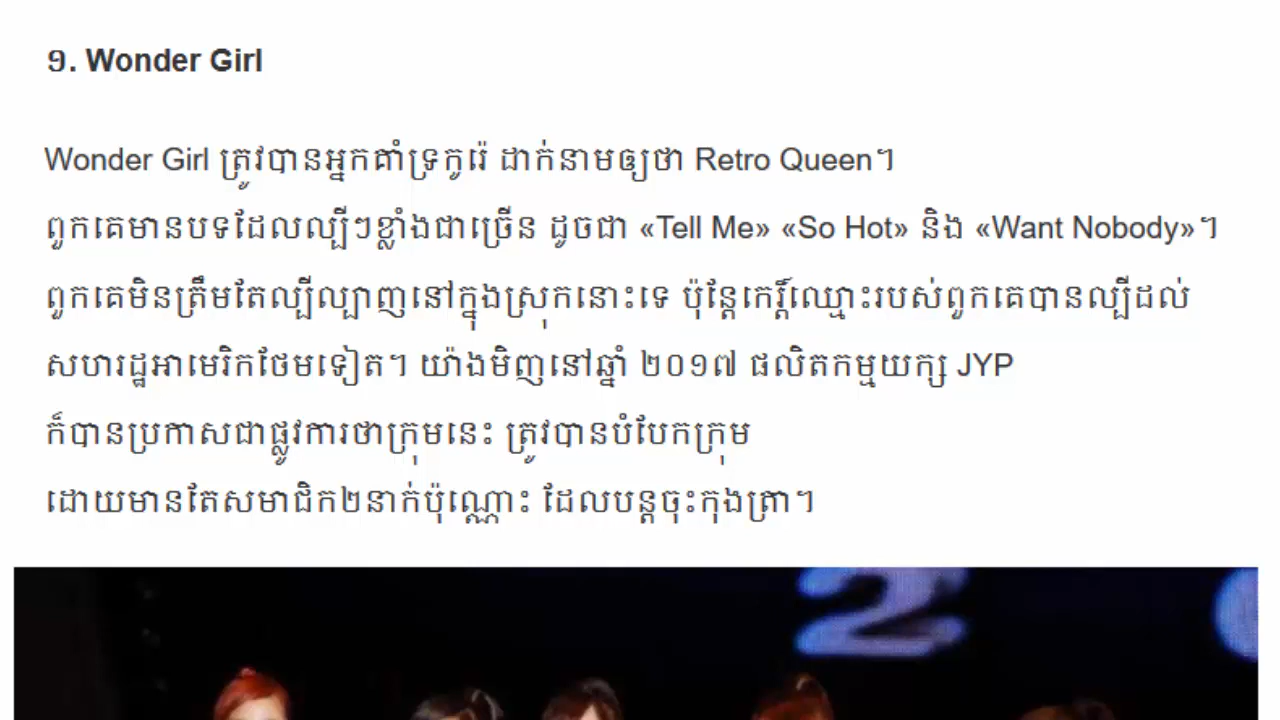 ១. Wonder Girl
Wonder Girl ត្រូវបានអ្នកគាំទ្រកូរ៉េ ដាក់នាមឲ្យថា Retro Queen។
ពួកគេមានបទដែលល្បីៗខ្លាំងជាច្រើន ដូចជា «Tell Me» «So Hot» និង «Want Nobody»។
ពួកគេមិនត្រឹមតែល្បីល្បាញនៅក្នុងស្រុកនោះទេ ប៉ុន្តែកេរ្តិ៍ឈ្មោះរបស់ពួកគេបានល្បីដល់
សហរដ្ឋអាមេរិកថែមទៀត។ យ៉ាងមិញនៅឆ្នាំ ២០១៧ ផលិតកម្មយក្ស JYP
ក៏បានប្រកាសជាផ្លូវការថាក្រុមនេះ ត្រូវបានបំបែកក្រុម
ដោយមានតែសមាជិក២នាក់ប៉ុណ្ណោះ ដែលបន្តចុះកុងត្រា។
2